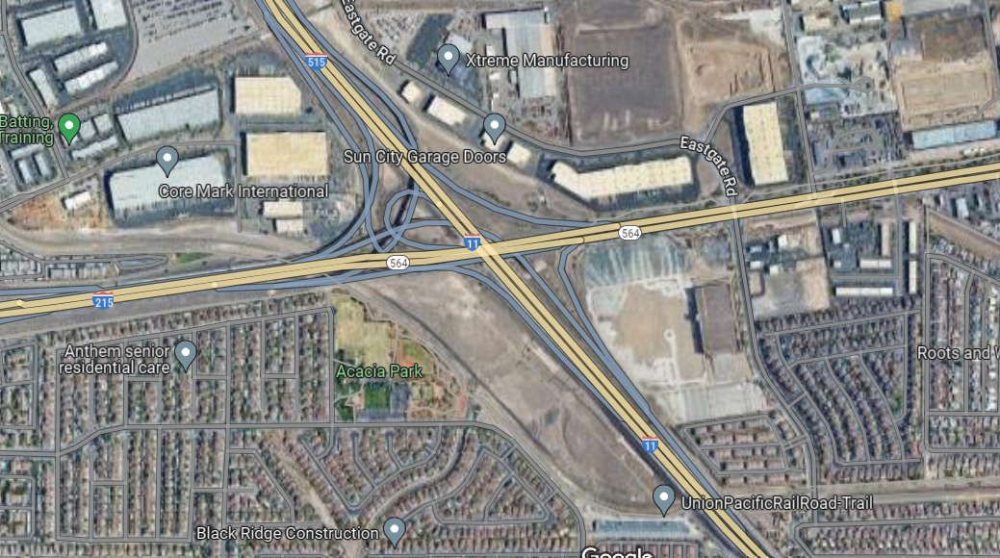 Eastgate Rd
515
Xtreme Manufacturing
Batting,
Training
Sun City Garage Doors
Eastgate Rd
Core Mark International
11
564
564
215
Anthem senior
residential care
Acacia Park
Roots and
11
UnionPacificRailRoad-Trail
Black Ridge Construction
Google